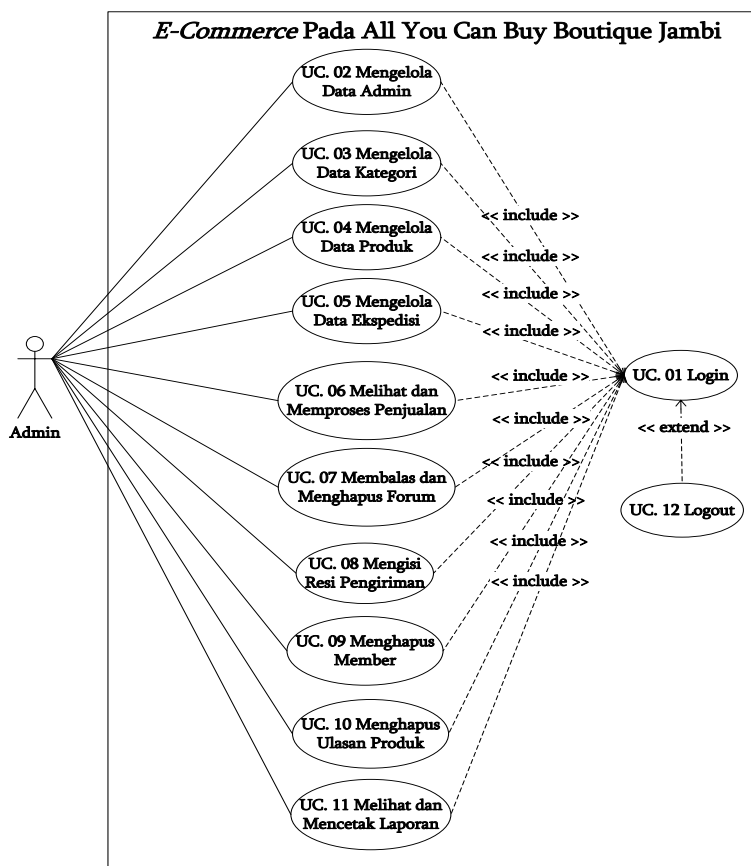 E-Commerce Pada All You Can Buy Boutique Jambi
UC. 02 Mengelola
Data Admin
UC. 03 Mengelola
Data Kategori
<< include >>
UC. 04 Mengelola
Data Produk
<< include >>
UC. 05 Mengelola
Data Ekspedisi
<< include >>
<< include >>
UC. 06 Melihat dan
Memproses Penjualan
<< include >>
UC. 01 Login
Admin
<< extend >>
UC. 07 Membalas dan
Menghapus Forum
<< include >>
<< include >>
UC. 12 Logout
<< include >>
UC. 08 Mengisi
Resi Pengiriman
<< include >>
UC. 09 Menghapus
Member
UC. 10 Menghapus
Ulasan Produk
UC. 11 Melihat dan
Mencetak Laporan